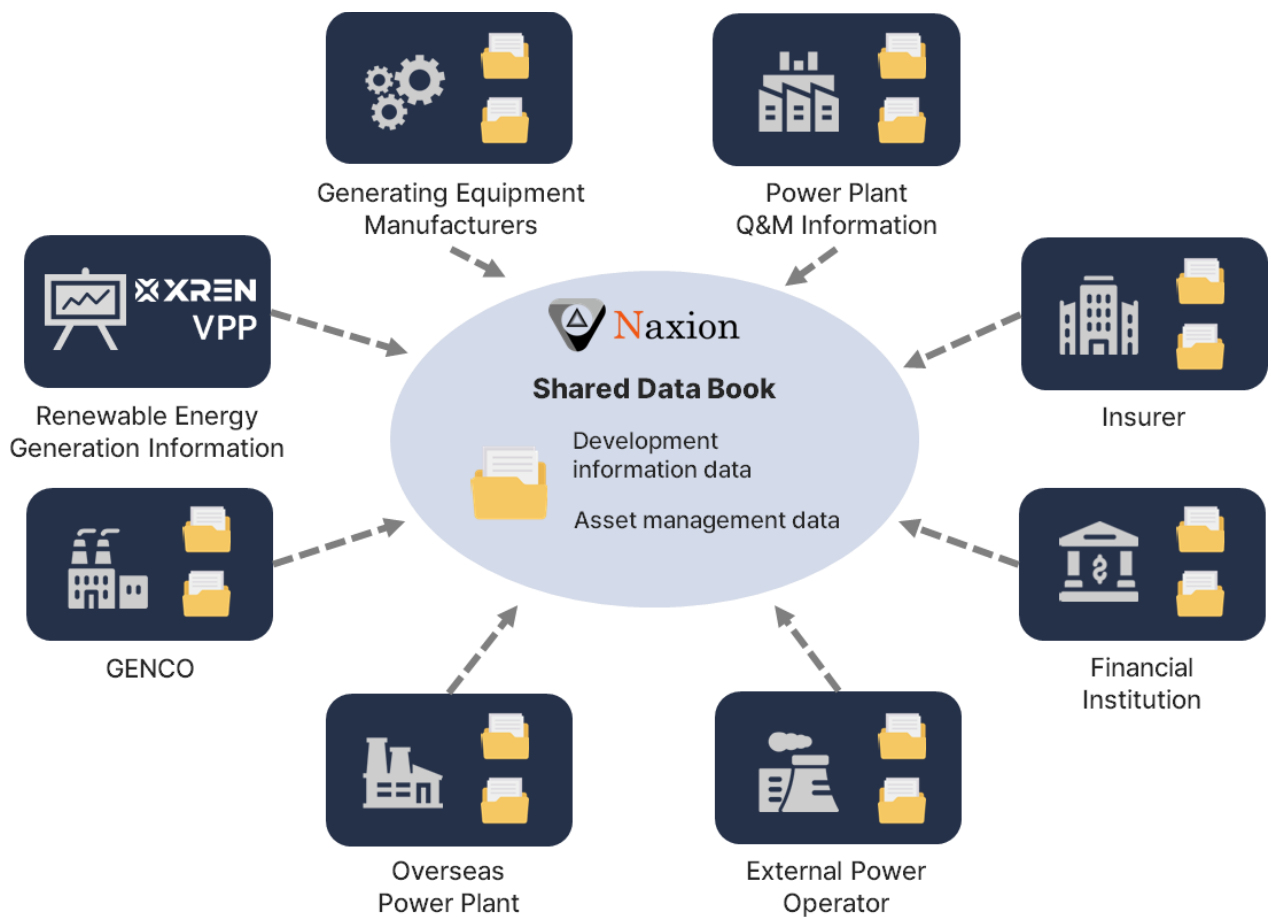 Generating Equipment
Manufacturers
Power Plant
Q&M Information
XREN
VPP
Renewable Energy
Generation Information
Naxion
Shared Data Book
Development
information data
Asset management data
Insurer
GENCO
Financial
Institution
Overseas
Power Plant
External Power
Operator